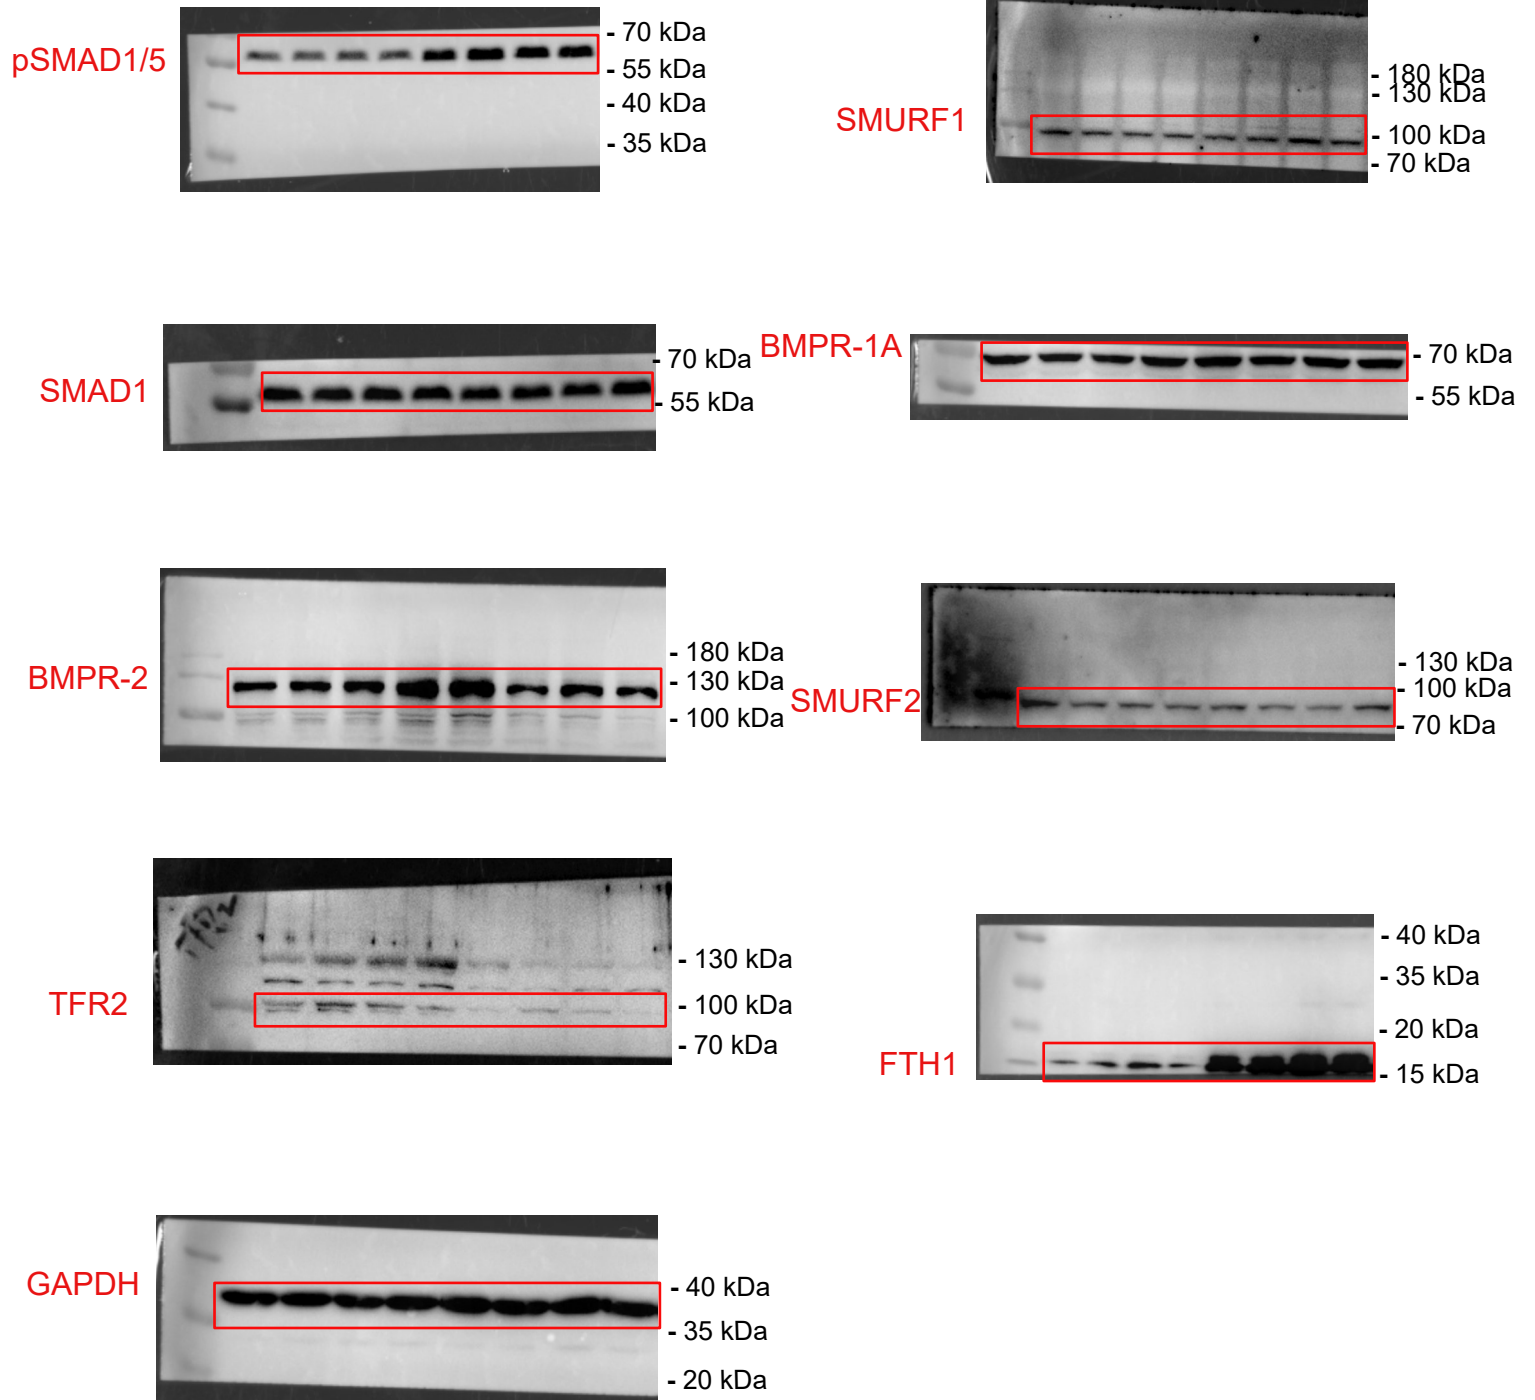 pSMAD1/5
- 70 kDa
- 55 kDa
- 40 kDa
- 35 kDa
SMURF1
- 180 kDa
- 130 kDa
- 100 kDa
- 70 kDa
SMAD1
- 70 kDa
- 55 kDa
BMPR-1A
- 70 kDa
- 55 kDa
BMPR-2
- 180 kDa
- 130 kDa
- 100 kDa
SMURF2
- 130 kDa
- 100 kDa
- 70 kDa
TFR2
- 130 kDa
- 100 kDa
- 70 kDa
FTH1
- 40 kDa
- 35 kDa
- 20 kDa
- 15 kDa
GAPDH
- 40 kDa
- 35 kDa
- 20 kDa